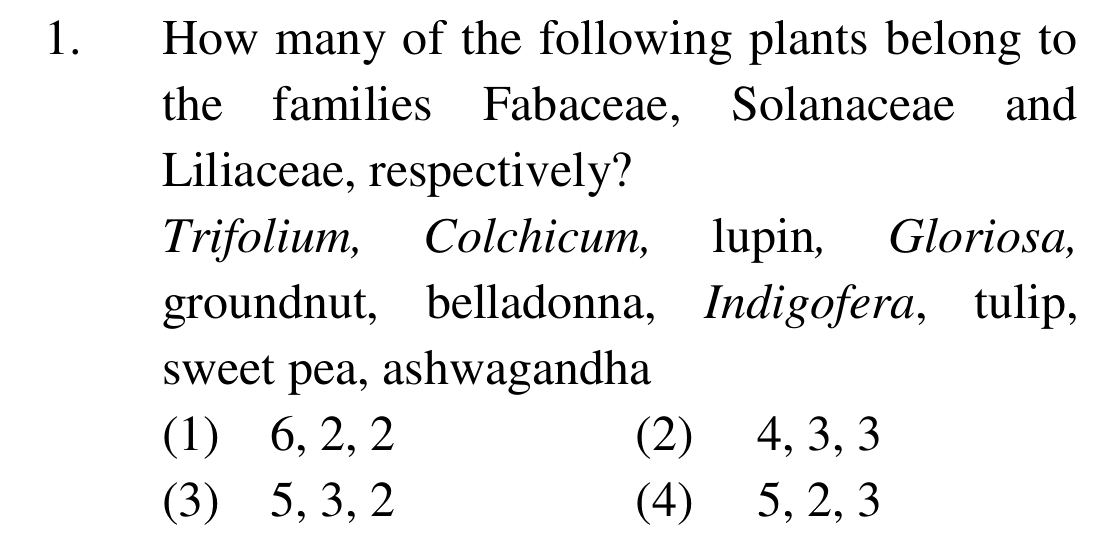 1. How many of the following plants belong to
the families Fabaceae, Solanaceae and
Liliaceae, respectively?
Trifolium, Colchicum, lupin, Gloriosa,
groundnut, belladonna, Indigofera, tulip,
sweet pea, ashwagandha
(1) 6, 2, 2 (2) 4, 3, 3
(3) 5, 3, 2 (4) 5, 2, 3